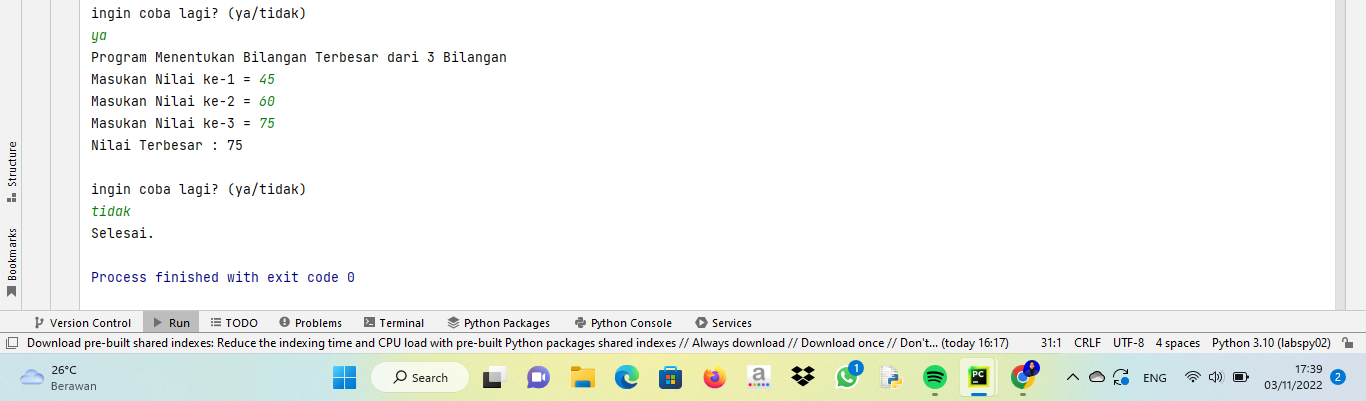 ingin coba lagi? (ya/tidak)
ya
Program Menentukan Bilangan Terbesar dari 3 Bilangan
Masukan Nilai ke-1 = 45
Masukan Nilai ke-2 = 60
Masukan Nilai ke-3 = 75
Nilai Terbesar : 75
ingin coba lagi? (ya/tidak)
tidak
Selesai.
Process finished with exit code 0
Structure
Bookmarks
Version Control Run TODO Problems Terminal Python Packages Python Console Services
Download pre-built shared indexes: Reduce the indexing time and CPU load with pre-built Python packages shared indexes // Always download // Download once // Don't... (today 16:17) 31:1 CRLF UTF-8 4 spaces Python 3.10 (labspy02)
26°C
Berawan
Search
a
1
PC
ENG
17:39
03/11/2022
2